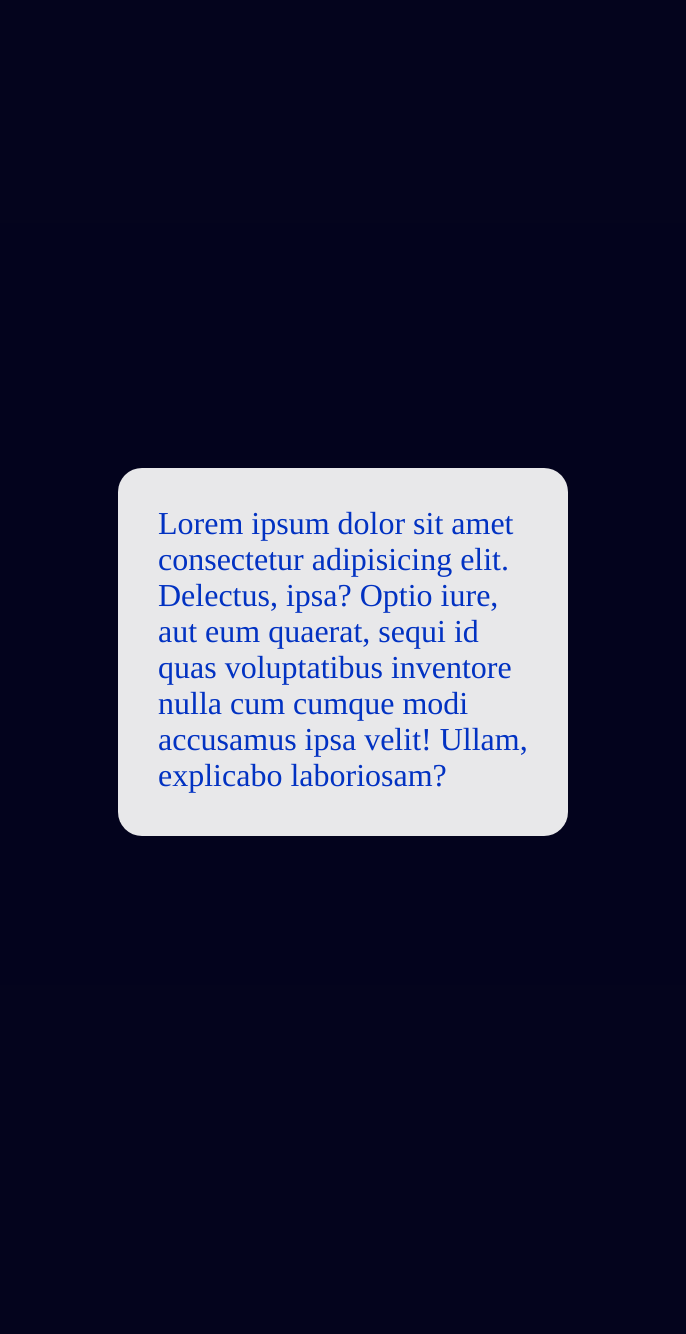 Lorem ipsum dolor sit amet
consectetur adipisicing elit.
Delectus, ipsa? Optio iure,
aut eum quaerat, sequi id
quas voluptatibus inventore
nulla cum cumque modi
accusamus ipsa velit! Ullam,
explicabo laboriosam?